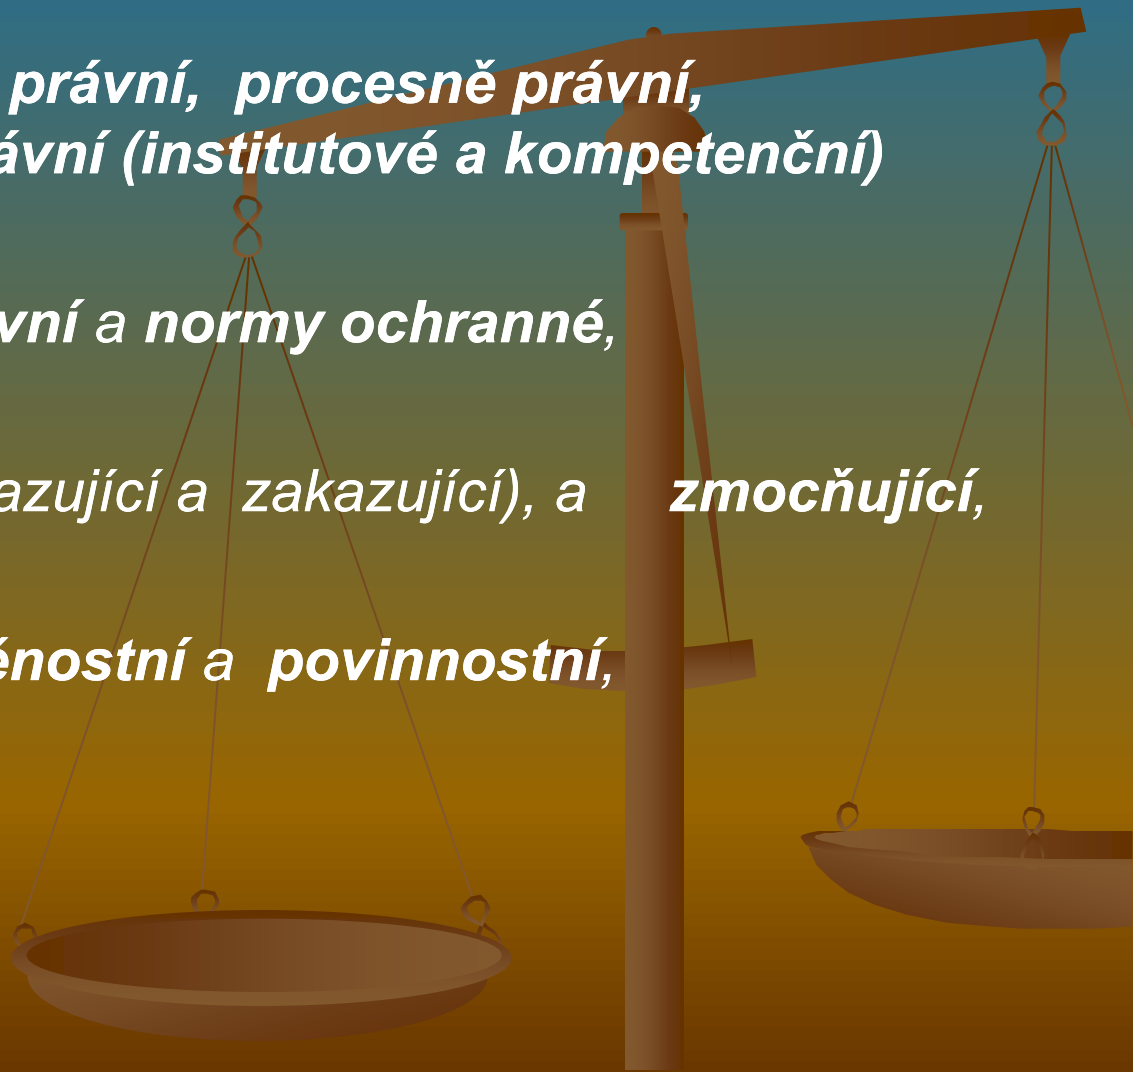 právní, procesně právní,
ávní (institutové a kompetenční)
vní a normy ochranné,
azující a zakazující), a zmocňující,
ěnostní a povinnostní,